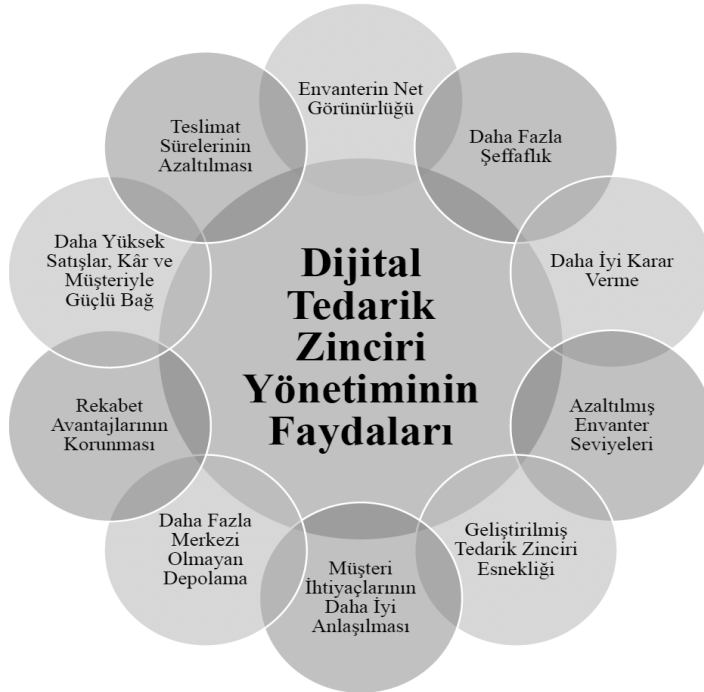 Dijital
Tedarik
Zinciri
Yönetiminin
Faydaları
Envanterin Net
Görünürlüğü
Daha Fazla
Şeffaflık
Daha İyi Karar
Verme
Azaltılmış
Envanter
Seviyeleri
Geliştirilmiş
Tedarik Zinciri
Esnekliği
Müşteri
İhtiyaçlarının
Daha İyi
Anlaşılması
Daha Fazla
Merkezi
Olmayan
Depolama
Rekabet
Avantajlarının
Korunması
Daha Yüksek
Satışlar, Kâr ve
Müşteriyle
Güçlü Bağ
Teslimat
Sürelerinin
Azaltılması